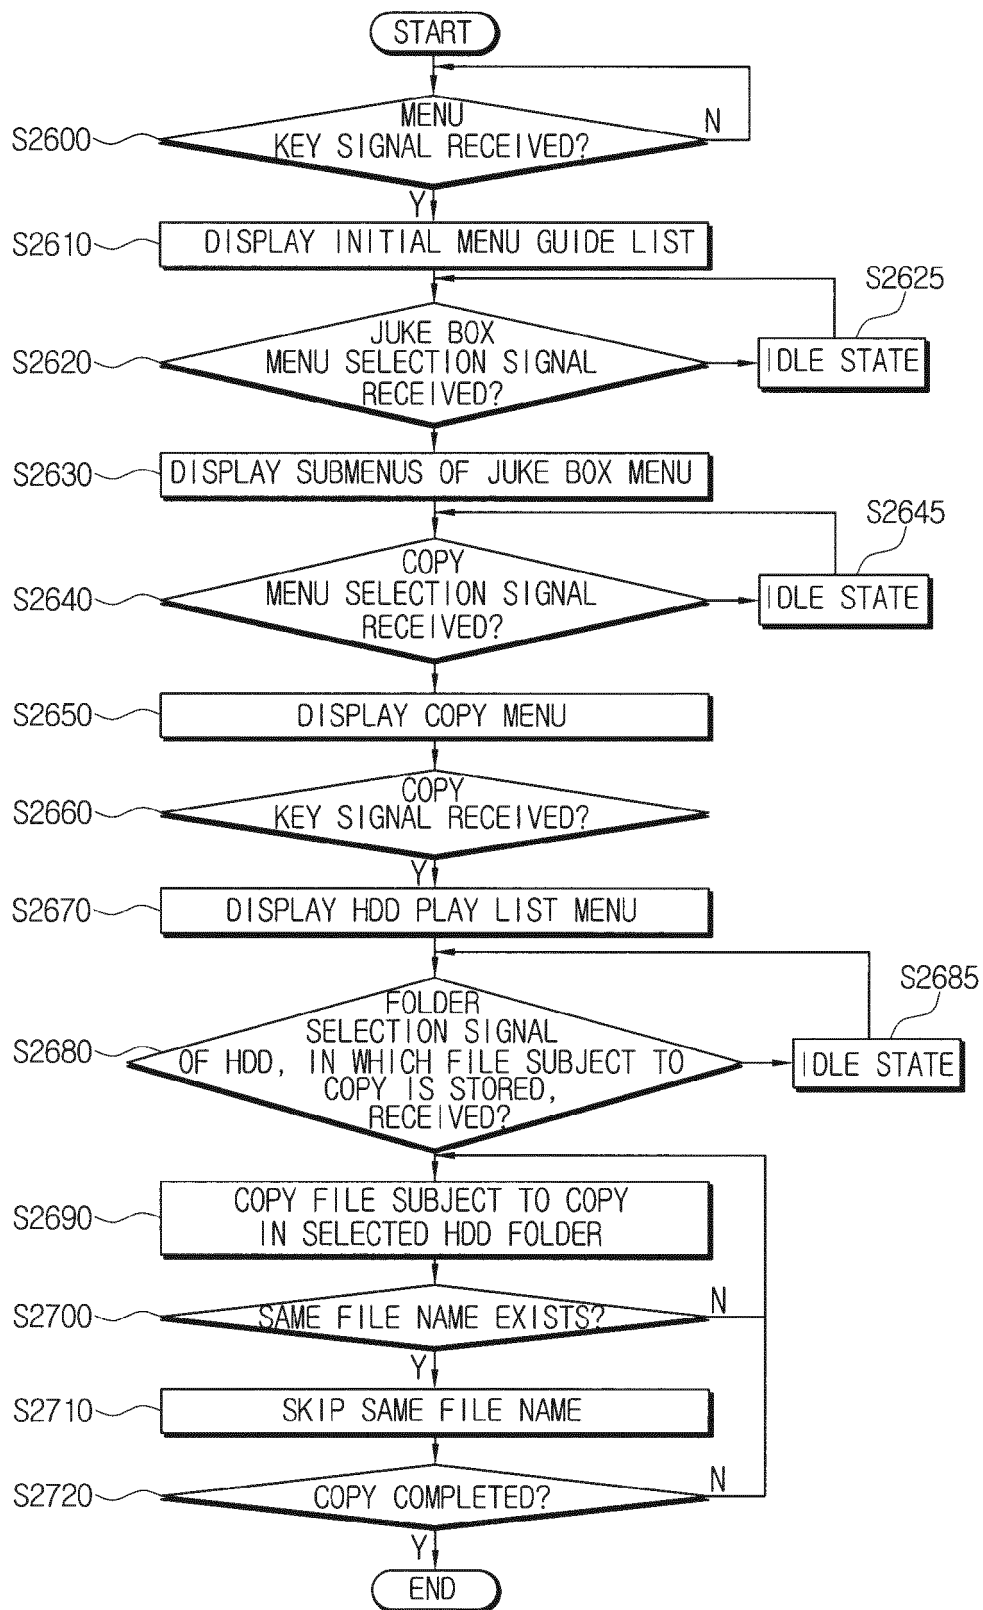 START
MENU
KEY SIGNAL RECEIVED?
N
S2600
Y
S2610
DISPLAY INITIAL MENU GUIDE LIST
S2625
JUKE BOX
MENU SELECTION SIGNAL
RECEIVED?
S2620
IDLE STATE
S2630
DISPLAY SUBMENUS OF JUKE BOX MENU
S2645
COPY
MENU SELECTION SIGNAL
RECEIVED?
S2640
IDLE STATE
S2650
DISPLAY COPY MENU
COPY
KEY SIGNAL RECEIVED?
S2660
Y
S2670
DISPLAY HDD PLAY LIST MENU
S2685
FOLDER
SELECTION SIGNAL
OF HDD, IN WHICH FILE SUBJECT TO
COPY IS STORED,
RECEIVED?
S2680
IDLE STATE
S2690
COPY FILE SUBJECT TO COPY
IN SELECTED HDD FOLDER
S2700
SAME FILE NAME EXISTS?
N
Y
S2710
SKIP SAME FILE NAME
S2720
COPY COMPLETED?
N
Y
END